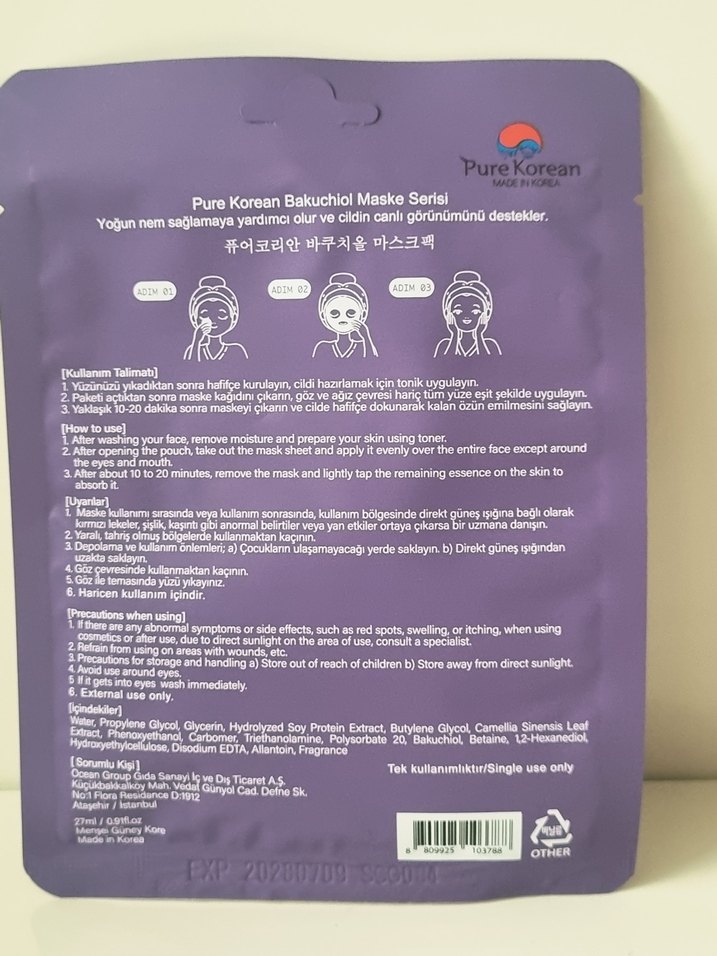 Pure Korean
MADE IN KOREA
Pure Korean Bakuchiol Maske Serisi
Yoğun nem sağlamaya yardımcı olur ve cildin canlı görünümünü destekler.
퓨어코리안 바쿠치올 마스크팩
ADIM 01
ADIM 02
ADIM 03
[Kullanım Talimatı]
1. Yüzünüzü yıkadıktan sonra hafifçe kurulayın, cildi hazırlamak için tonik uygulayın.
2. Paketi açtıktan sonra maske kağıdını çıkarın, göz ve ağız çevresi hariç tüm yüze eşit şekilde uygulayın.
3. Yaklaşık 10-20 dakika sonra maskeyi çıkarın ve cilde hafifçe dokunarak kalan özün emilmesini sağlayın.
[How to use]
1. After washing your face, remove moisture and prepare your skin using toner.
2. After opening the pouch, take out the mask sheet and apply it evenly over the entire face except around
the eyes and mouth.
3. After about 10 to 20 minutes, remove the mask and lightly tap the remaining essence on the skin to
absorb it.
[Uyarılar]
1. Maske kullanımı sırasında veya kullanım sonrasında, kullanım bölgesinde direkt güneş ışığına bağlı olarak
kırmızı lekeler, şişlik, kaşıntı gibi anormal belirtiler veya yan etkiler ortaya çıkarsa bir uzmana danışın.
2. Yaralı, tahriş olmuş bölgelerde kullanmaktan kaçının.
3. Depolama ve kullanım önlemleri; a) Çocukların ulaşamayacağı yerde saklayın. b) Direkt güneş ışığından
uzakta saklayın.
4. Göz çevresinde kullanmaktan kaçının.
5. Göz ile temasında yüzü yıkayınız.
6. Haricen kullanım içindir.
[Precautions when using]
1. If there are any abnormal symptoms or side effects, such as red spots, swelling, or itching, when using
cosmetics or after use, due to direct sunlight on the area of use, consult a specialist.
2. Refrain from using on areas with wounds, etc.
3. Precautions for storage and handling a) Store out of reach of children b) Store away from direct sunlight.
4. Avoid use around eyes.
5 If it gets into eyes wash immediately.
6. External use only.
[İçindekiler]
Water, Propylene Glycol, Glycerin, Hydrolyzed Soy Protein Extract, Butylene Glycol, Camellia Sinensis Leaf
Extract, Phenoxyethanol, Carbomer, Triethanolamine, Polysorbate 20, Bakuchiol, Betaine, 1,2-Hexanediol,
Hydroxyethylcellulose, Disodium EDTA, Allantoin, Fragrance
[ Sorumlu Kişi ]
Ocean Group Gıda Sanayi İç ve Dış Ticaret A.Ş.
Küçükbakkalköy Mah. Vedat Günyol Cad. Defne Sk.
No:1 Flora Residance D:1912
Ataşehir / İstanbul
Tek kullanımlıktır/Single use only
27ml / 0.91fl.oz
Menşei Güney Kore
Made in Korea
8 809925 103788
비닐류
OTHER
EXP 20280709